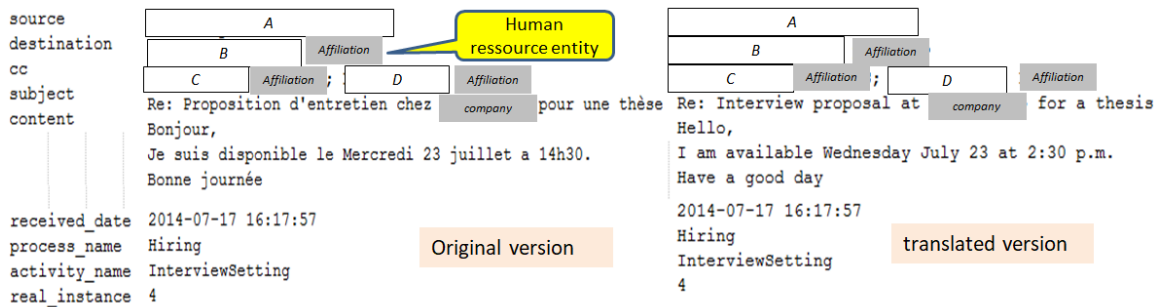 source A A
destination B Affiliation Human ressource entity B Affiliation
cc C Affiliation ; D Affiliation C Affiliation ; D Affiliation
subject Re: Proposition d'entretien chez company pour une thèse Re: Interview proposal at company for a thesis
content Bonjour, Hello,
Je suis disponible le Mercredi 23 juillet a 14h30. I am available Wednesday July 23 at 2:30 p.m.
Bonne journée Have a good day
received_date 2014-07-17 16:17:57 2014-07-17 16:17:57
process_name Hiring Original version Hiring translated version
activity_name InterviewSetting InterviewSetting
real_instance 4 4